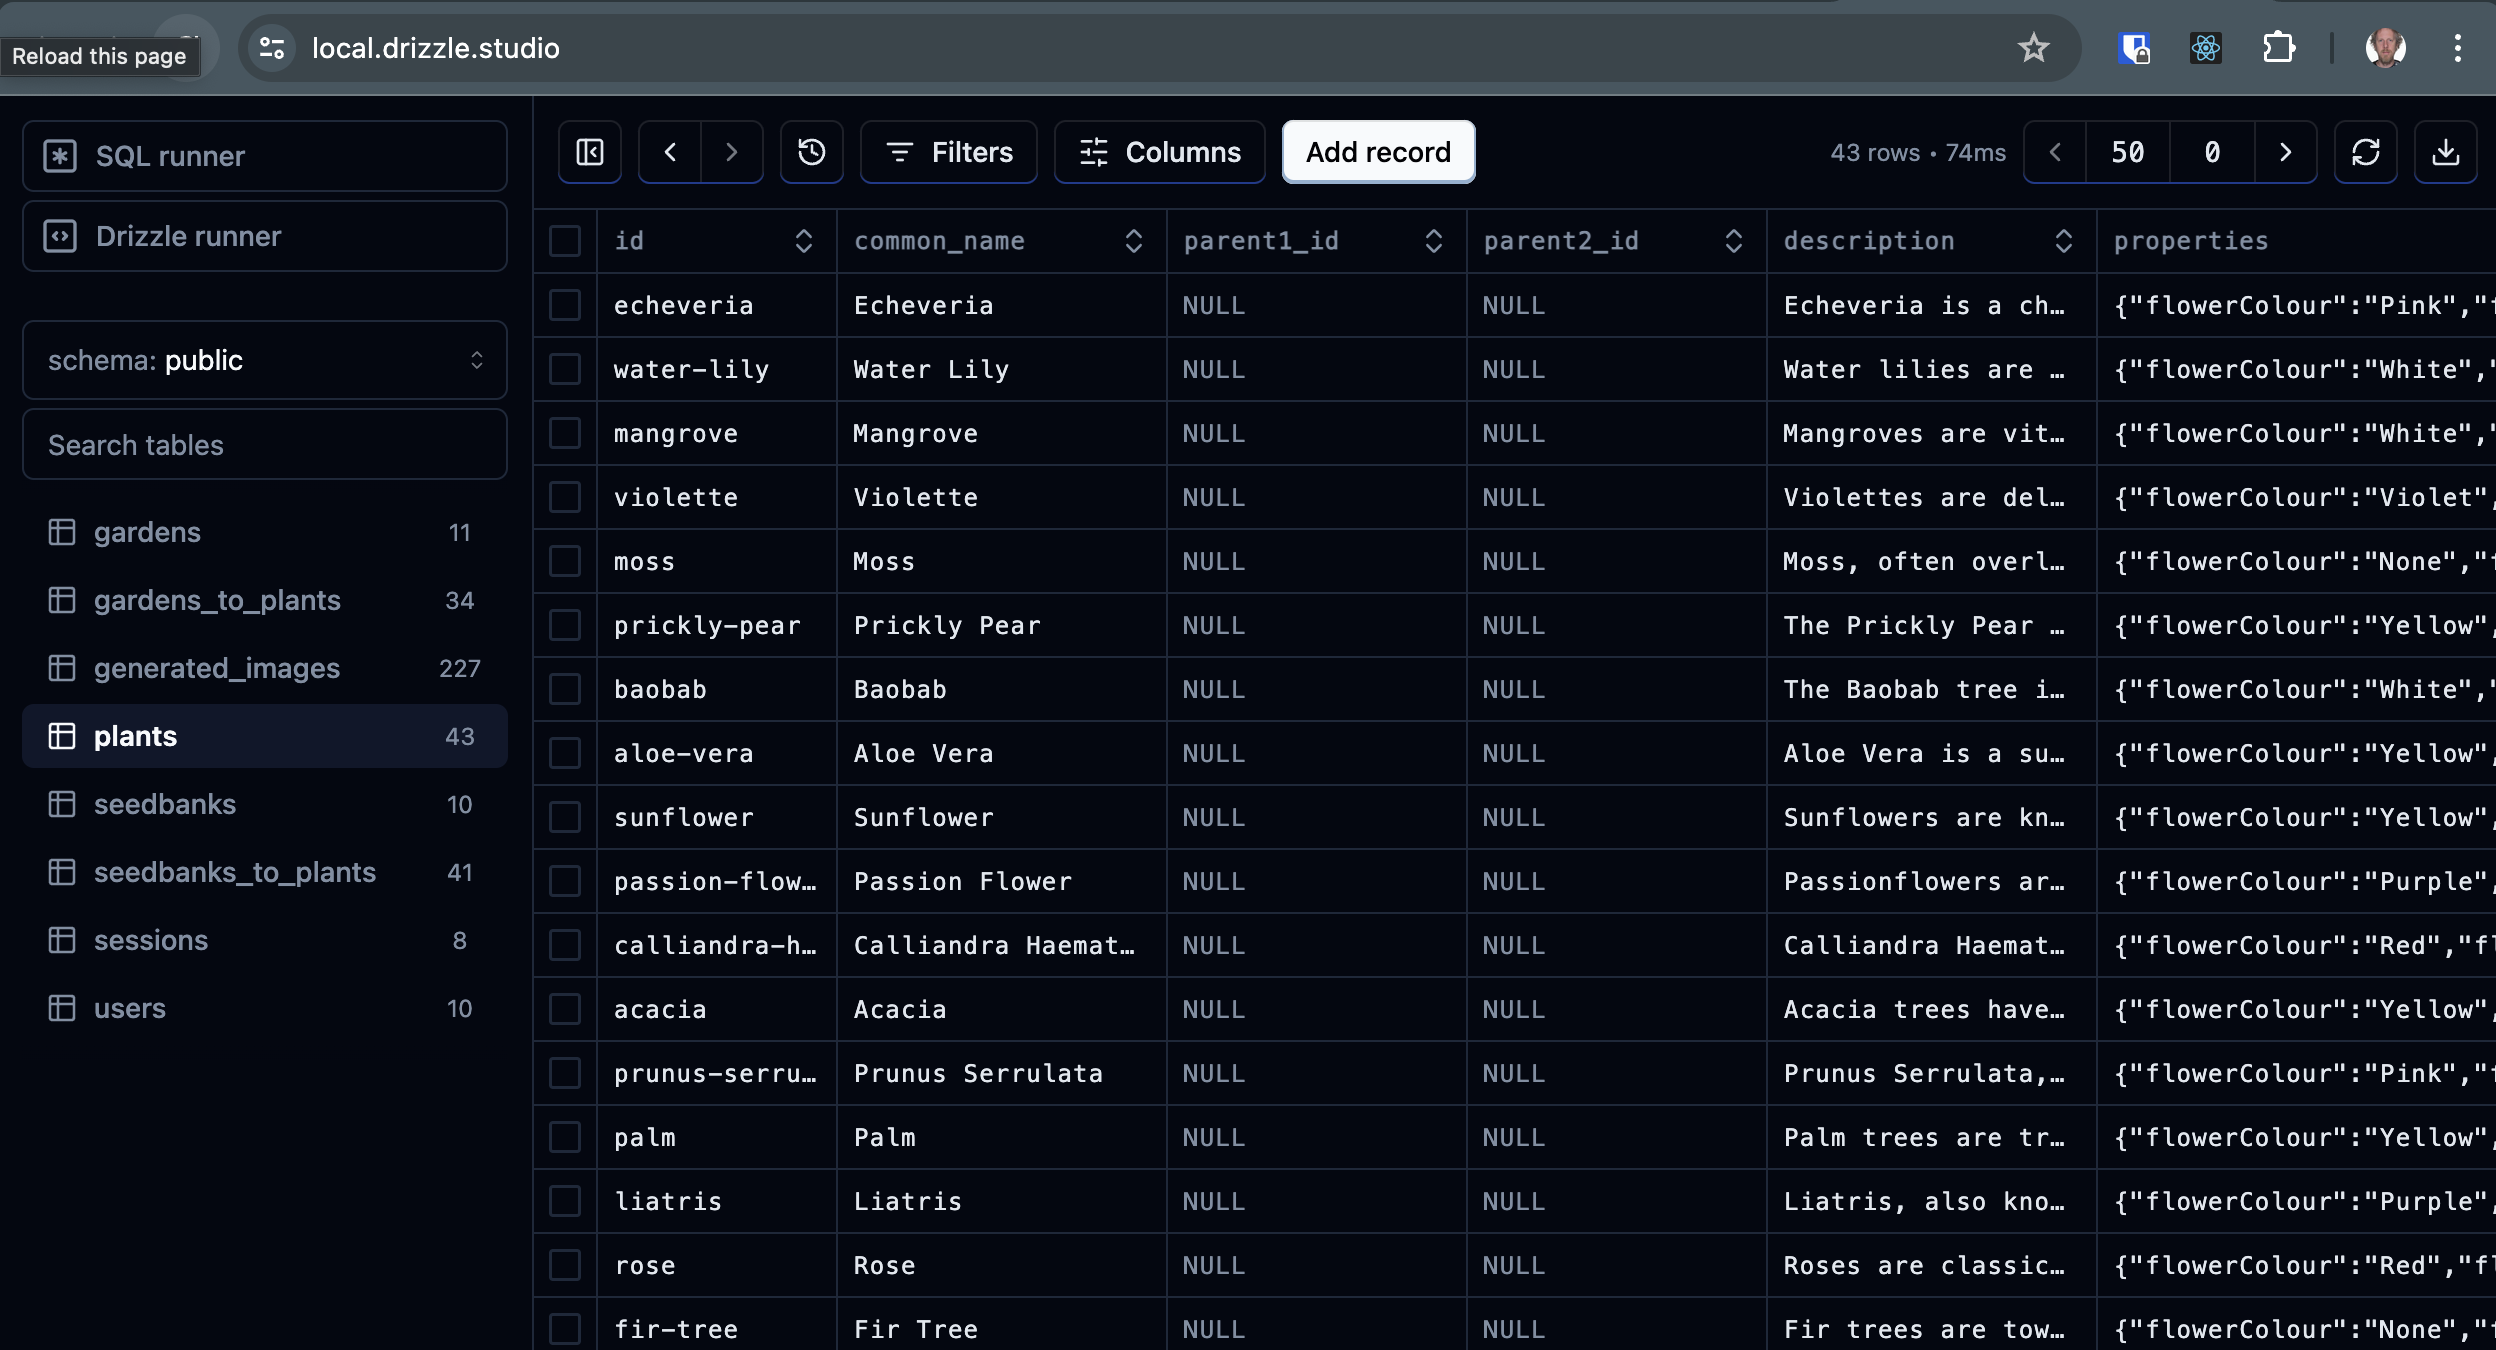 Reload this page
local.drizzle.studio
SQL runner
Drizzle runner
schema: public
Search tables
gardens 11
gardens_to_plants 34
generated_images 227
plants 43
seedbanks 10
seedbanks_to_plants 41
sessions 8
users 10
Filters Columns Add record 43 rows • 74ms 50 0
id common_name parent1_id parent2_id description properties
echeveria Echeveria NULL NULL Echeveria is a ch… {"flowerColour":"Pink","f
water-lily Water Lily NULL NULL Water lilies are … {"flowerColour":"White","
mangrove Mangrove NULL NULL Mangroves are vit… {"flowerColour":"White","
violette Violette NULL NULL Violettes are del… {"flowerColour":"Violet",
moss Moss NULL NULL Moss, often overl… {"flowerColour":"None","f
prickly-pear Prickly Pear NULL NULL The Prickly Pear … {"flowerColour":"Yellow",
baobab Baobab NULL NULL The Baobab tree i… {"flowerColour":"White","
aloe-vera Aloe Vera NULL NULL Aloe Vera is a su… {"flowerColour":"Yellow",
sunflower Sunflower NULL NULL Sunflowers are kn… {"flowerColour":"Yellow",
passion-flow… Passion Flower NULL NULL Passionflowers ar… {"flowerColour":"Purple",
calliandra-h… Calliandra Haemat… NULL NULL Calliandra Haemat… {"flowerColour":"Red","fl
acacia Acacia NULL NULL Acacia trees have… {"flowerColour":"Yellow",
prunus-serru… Prunus Serrulata NULL NULL Prunus Serrulata,… {"flowerColour":"Pink","f
palm Palm NULL NULL Palm trees are tr… {"flowerColour":"Yellow",
liatris Liatris NULL NULL Liatris, also kno… {"flowerColour":"Purple",
rose Rose NULL NULL Roses are classic… {"flowerColour":"Red","fl
fir-tree Fir Tree NULL NULL Fir trees are tow… {"flowerColour":"None","f